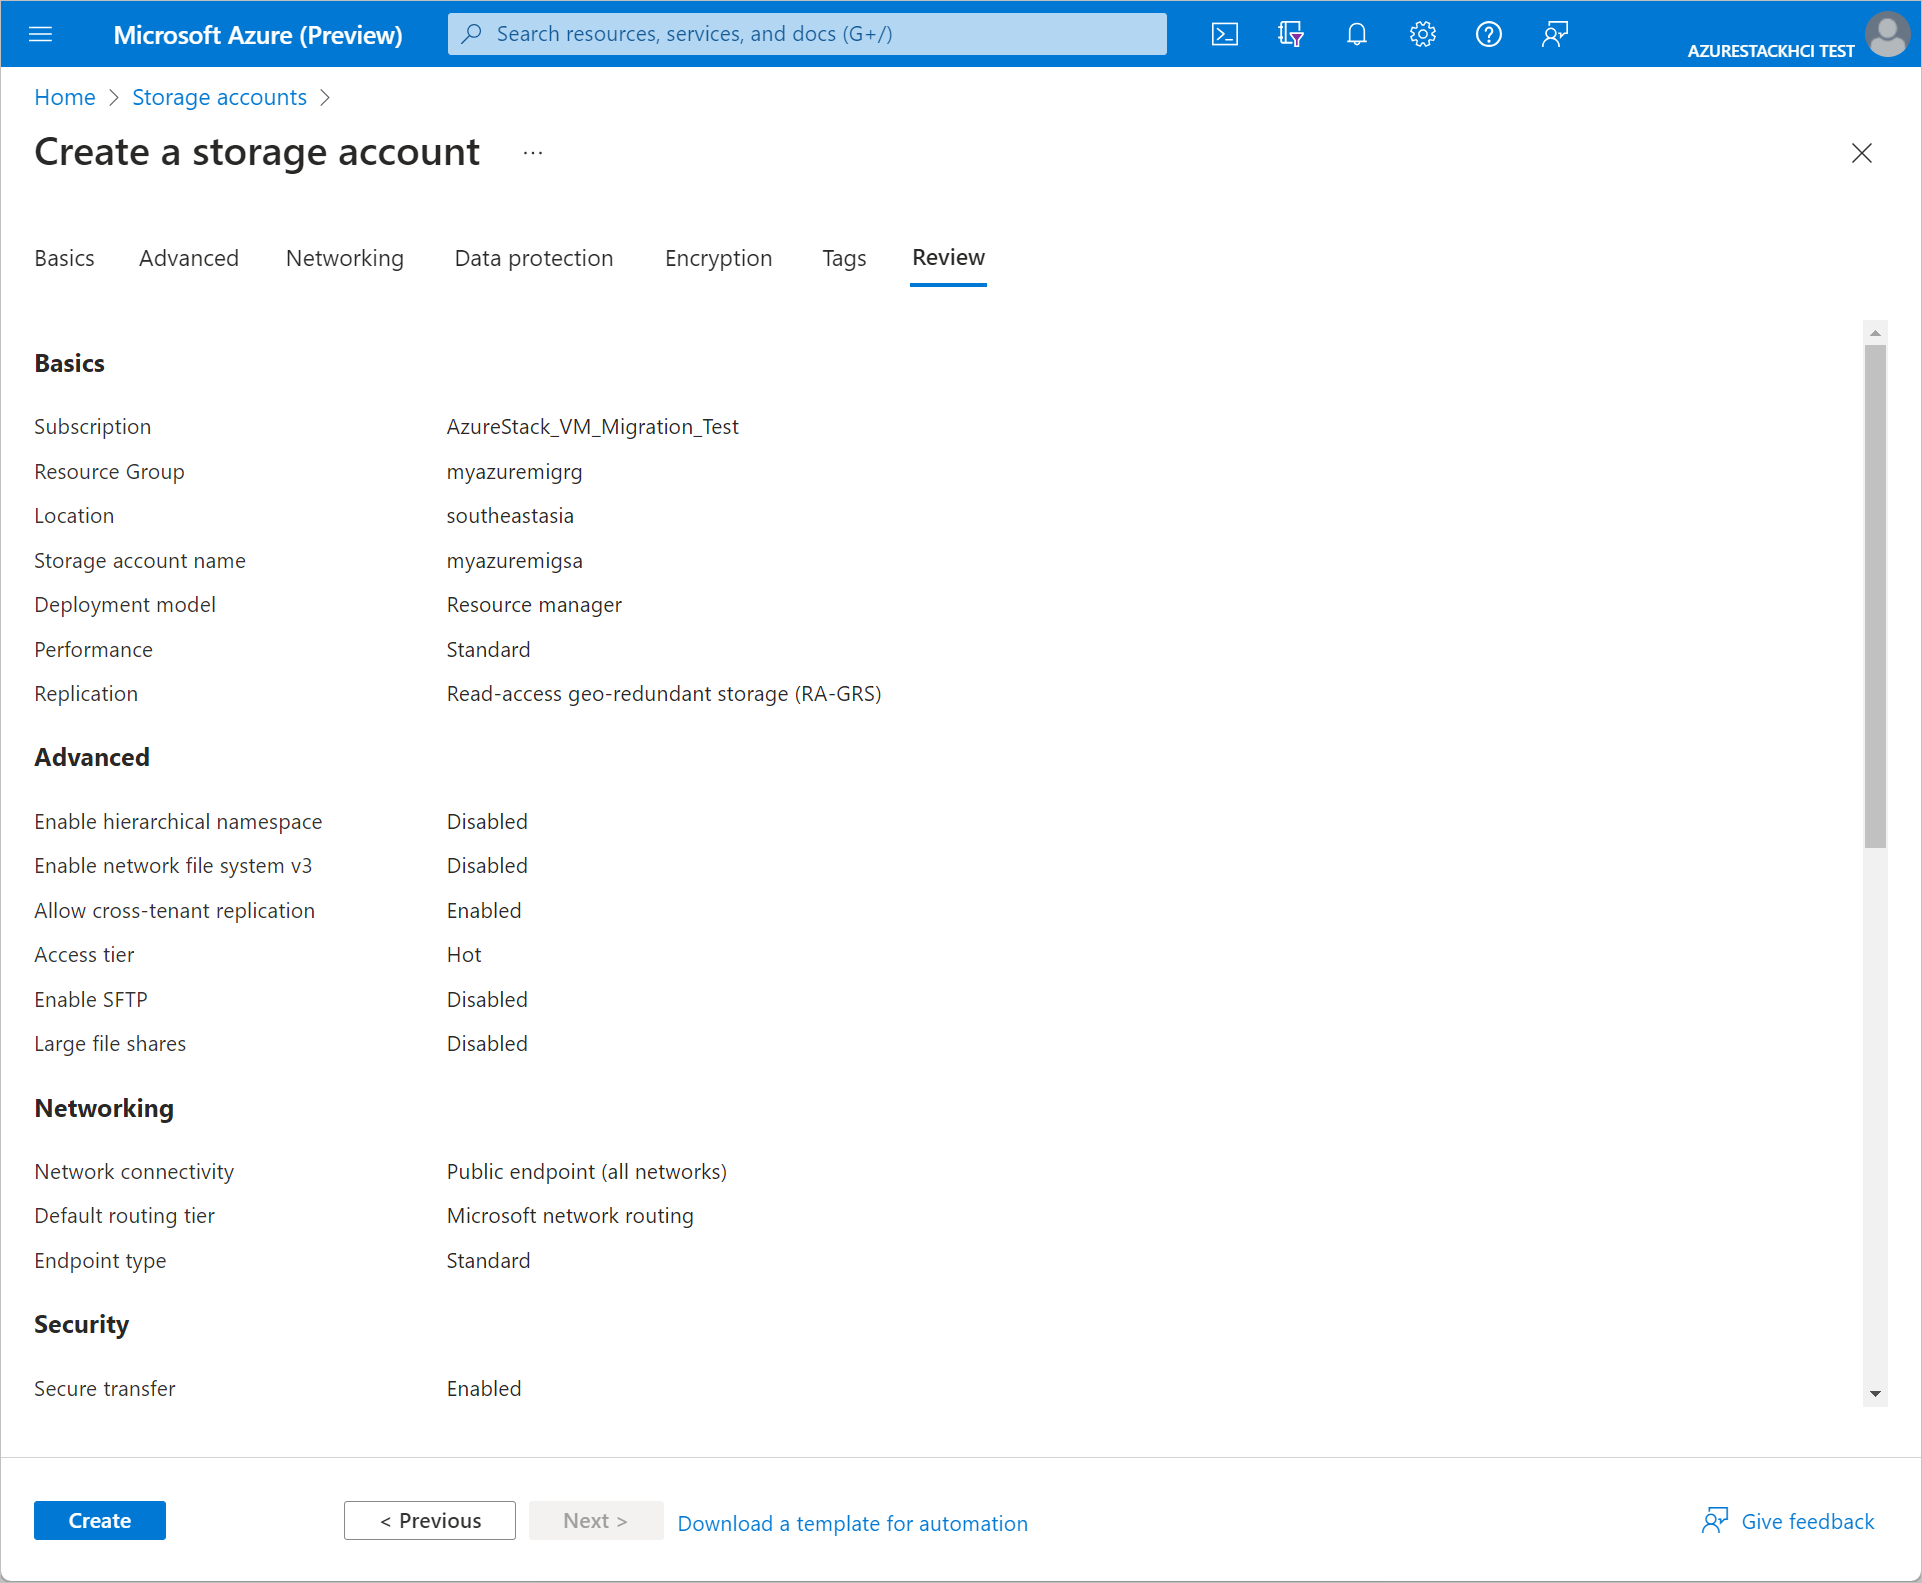 Microsoft Azure (Preview)
Search resources, services, and docs (G+/)
AZURESTACKHCI TEST
Home > Storage accounts >
Create a storage account ...
Basics Advanced Networking Data protection Encryption Tags Review
Basics
Subscription AzureStack_VM_Migration_Test
Resource Group myazuremigrg
Location southeastasia
Storage account name myazuremigsa
Deployment model Resource manager
Performance Standard
Replication Read-access geo-redundant storage (RA-GRS)
Advanced
Enable hierarchical namespace Disabled
Enable network file system v3 Disabled
Allow cross-tenant replication Enabled
Access tier Hot
Enable SFTP Disabled
Large file shares Disabled
Networking
Network connectivity Public endpoint (all networks)
Default routing tier Microsoft network routing
Endpoint type Standard
Security
Secure transfer Enabled
Create < Previous Next > Download a template for automation Give feedback